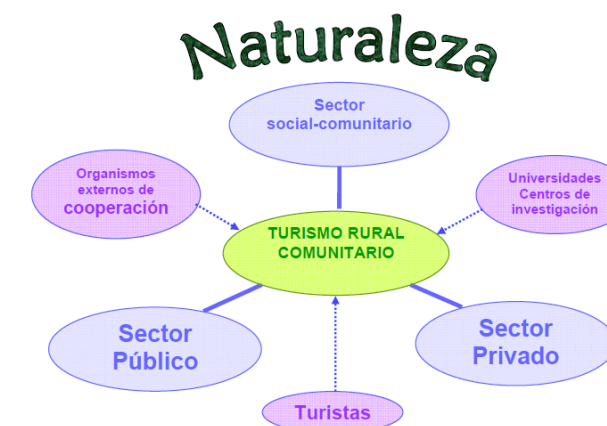 Naturaleza
Sector
social-comunitario
Organismos
externos de
cooperación
Universidades
Centros de
investigación
TURISMO RURAL
COMUNITARIO
Sector
Público
Sector
Privado
Turistas